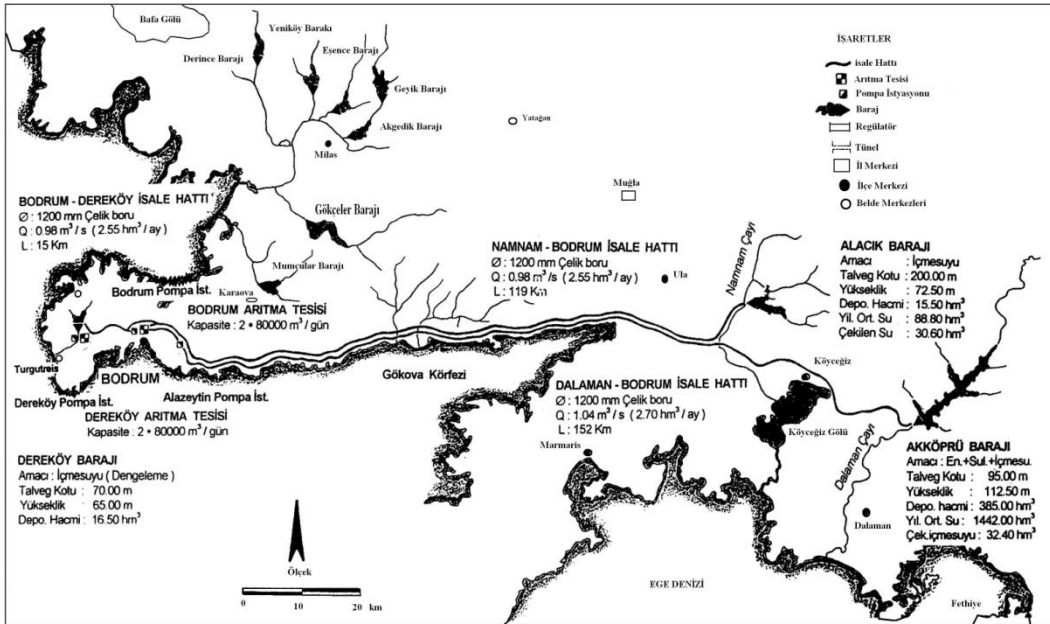 Bafa Gölü
Yeniköy Barakı
Derince Barajı
Eşence Barajı
Geyik Barajı
Akgedik Barajı
Milas
Yatağan
Muğla
İŞARETLER
isale Hattı
Arıtma Tesisi
Pompa İstyasyonu
Baraj
Regülatör
Tünel
İl Merkezi
İlçe Merkezi
Belde Merkezleri
BODRUM - DEREKÖY İSALE HATTI
Ø : 1200 mm Çelik boru
Q : 0.98 m³ / s ( 2.55 hm³ / ay )
L : 15 Km
Gökçeler Barajı
Mumçular Barajı
Karaova
Bodrum Pompa İst.
BODRUM ARITMA TESİSİ
Kapasite : 2 * 80000 m³ / gün
NAMNAM - BODRUM İSALE HATTI
Ø : 1200 mm Çelik boru
Q : 0.98 m³/s ( 2.55 hm³ / ay )
L : 119 Km
Ula
Namnam Çayı
ALACIK BARAJI
Amacı : İçmesuyu
Talveg Kotu : 200.00 m
Yükseklik : 72.50 m
Depo. Hacmi : 15.50 hm³
Yıl. Ort. Su : 88.80 hm³
Çekilen Su : 30.60 hm³
Turgutreis
BODRUM
Dereköy Pompa İst.
Alazeytin Pompa İst.
DEREKÖY ARITMA TESİSİ
Kapasite : 2 * 80000 m³ / gün
Gökova Körfezi
DALAMAN - BODRUM İSALE HATTI
Ø : 1200 mm Çelik boru
Q : 1.04 m³ / s ( 2.70 hm³ / ay )
L : 152 Km
Köyceğiz
Köyceğiz Gölü
Marmaris
Dalaman Çayı
Dalaman
AKKÖPRÜ BARAJI
Amacı : En.+Sul.+İçmesu.
Talveg Kotu : 95.00 m
Yükseklik : 112.50 m
Depo. hacmi : 385.00 hm³
Yıl. Ort. Su : 1442.00 hm³
Çek.içmesuyu : 32.40 hm³
DEREKÖY BARAJI
Amacı : İçmesuyu ( Dengeleme )
Talveg Kotu : 70.00 m
Yükseklik : 65.00 m
Depo. Hacmi : 16.50 hm³
Ölçek
0 10 20 km
EGE DENİZİ
Fethiye